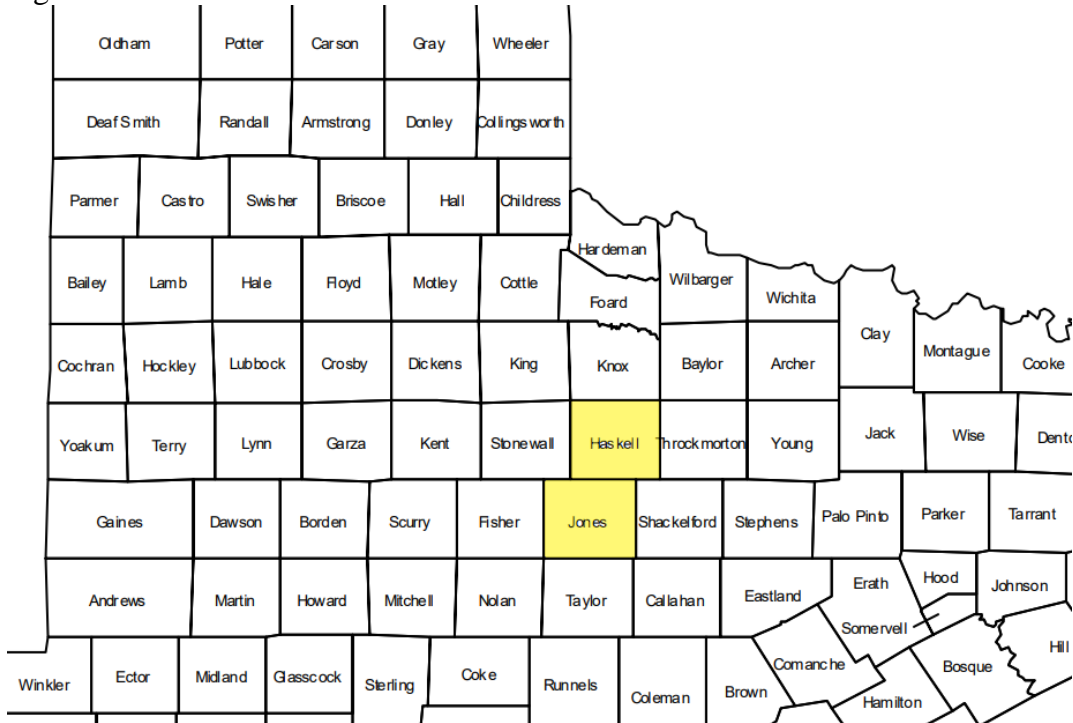 Oldham Potter Carson Gray Wheeler
Deaf Smith Randall Armstrong Donley Collingsworth
Parmer Castro Swisher Briscoe Hall Childress
Hardeman
Bailey Lamb Hale Floyd Motley Cottle Wilbarger
Foard Wichita
Clay
Cochran Hockley Lubbock Crosby Dickens King Knox Baylor Archer Montague Cooke
Yoakum Terry Lynn Garza Kent Stonewall Haskell Throckmorton Young Jack Wise Dento
Gaines Dawson Borden Scurry Fisher Jones Shackelford Stephens Palo Pinto Parker Tarrant
Andrews Martin Howard Mitchell Nolan Taylor Callahan Eastland Erath Hood Johnson
Somervell
Winkler Ector Midland Glasscock Sterling Coke Runnels Coleman Brown Comanche Bosque Hill
Hamilton